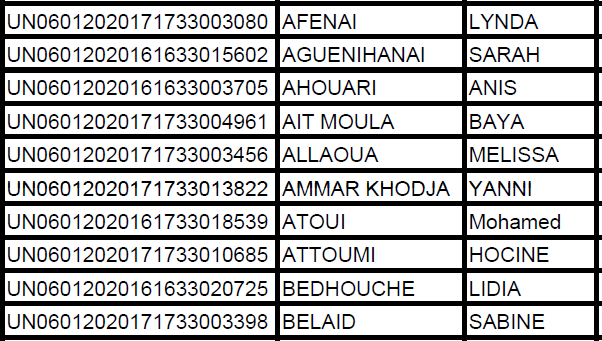 UN06012020171733003080 AFENAI LYNDA
UN06012020161633015602 AGUENIHANAI SARAH
UN06012020161633003705 AHOUARI ANIS
UN06012020171733004961 AIT MOULA BAYA
UN06012020171733003456 ALLAOUA MELISSA
UN06012020171733013822 AMMAR KHODJA YANNI
UN06012020161733018539 ATOUI Mohamed
UN06012020171733010685 ATTOUMI HOCINE
UN06012020161633020725 BEDHOUCHE LIDIA
UN06012020171733003398 BELAID SABINE